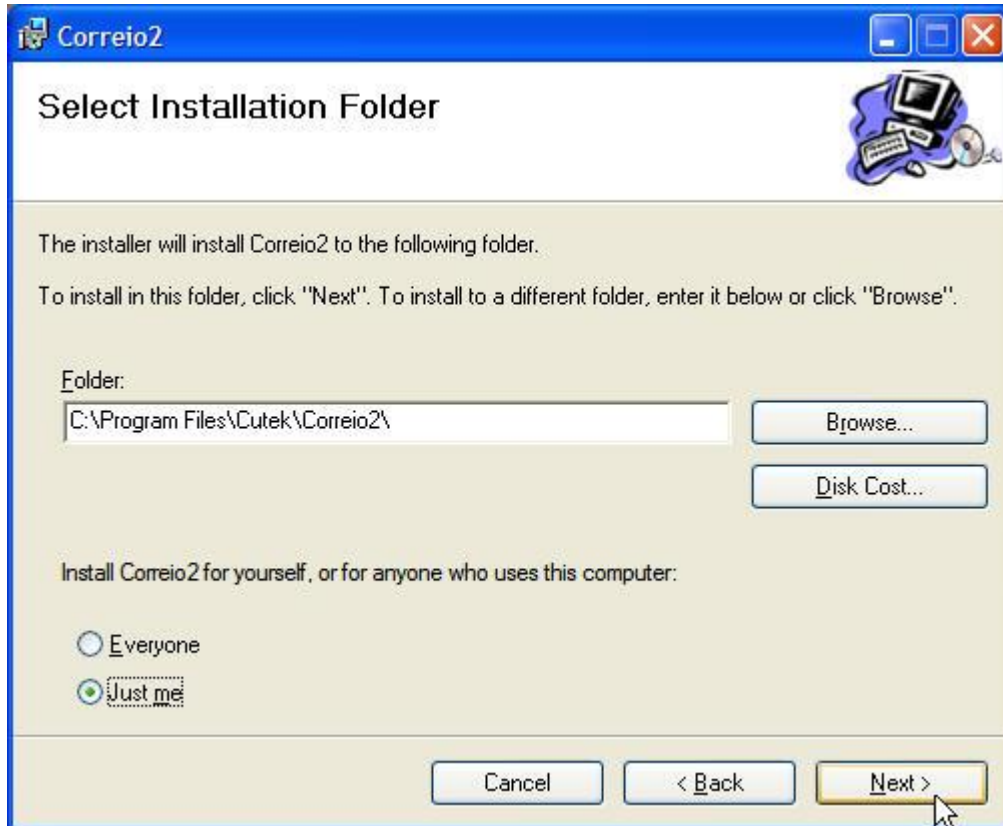 Correio2
Select Installation Folder
The installer will install Correio2 to the following folder.
To install in this folder, click "Next". To install to a different folder, enter it below or click "Browse".
Folder:
C:\Program Files\Cutek\Correio2\
Browse...
Disk Cost...
Install Correio2 for yourself, or for anyone who uses this computer:
Everyone
Just me
Cancel
< Back
Next >